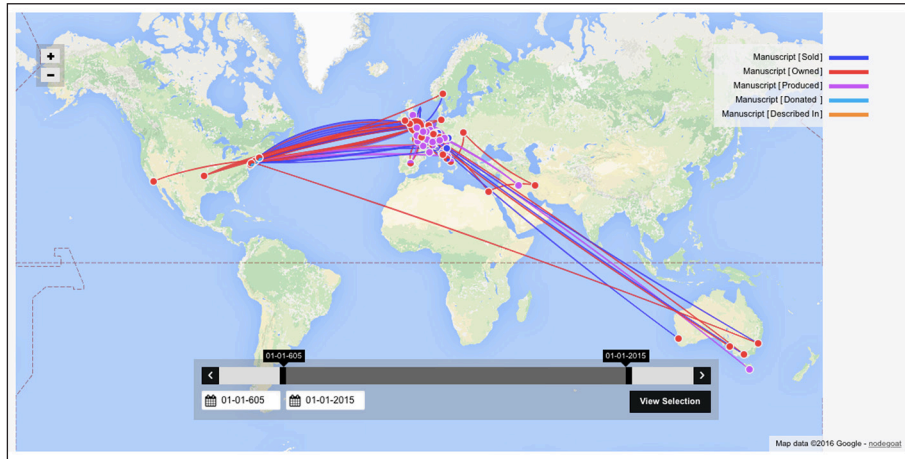 +
−
Manuscript [Sold]
Manuscript [Owned]
Manuscript [Produced]
Manuscript [Donated ]
Manuscript [Described In]
01-01-605
01-01-2015
01-01-605
01-01-2015
View Selection
Map data ©2016 Google - nodegoat